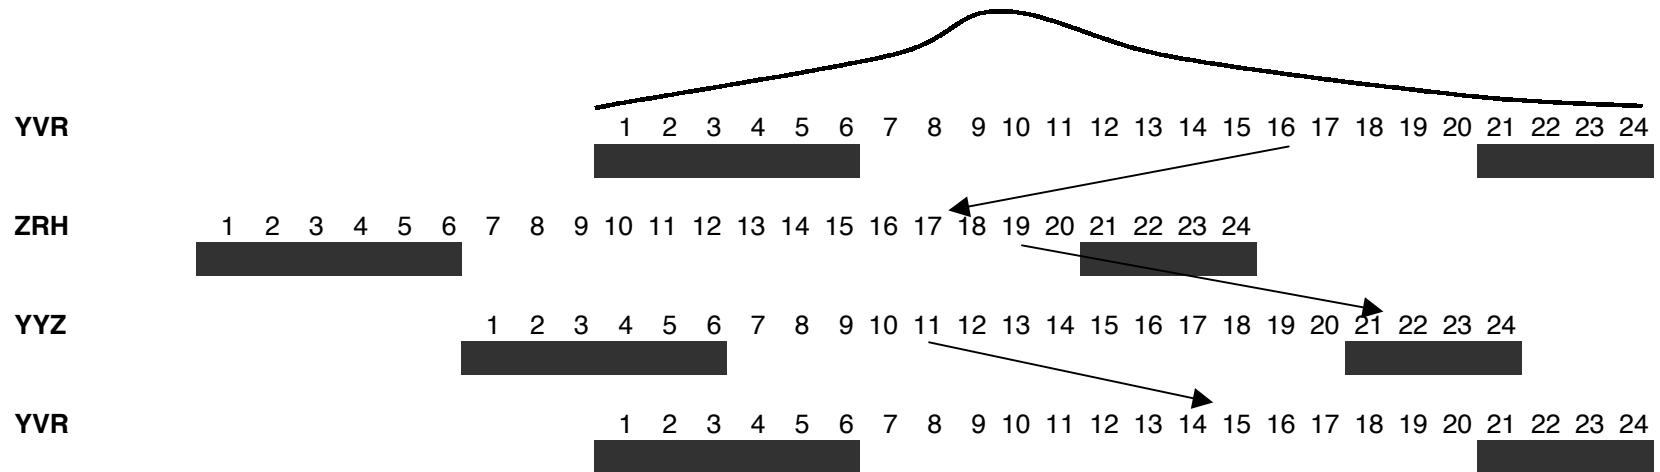 YVR 1 2 3 4 5 6 7 8 9 10 11 12 13 14 15 16 17 18 19 20 21 22 23 24
ZRH 1 2 3 4 5 6 7 8 9 10 11 12 13 14 15 16 17 18 19 20 21 22 23 24
YYZ 1 2 3 4 5 6 7 8 9 10 11 12 13 14 15 16 17 18 19 20 21 22 23 24
YVR 1 2 3 4 5 6 7 8 9 10 11 12 13 14 15 16 17 18 19 20 21 22 23 24